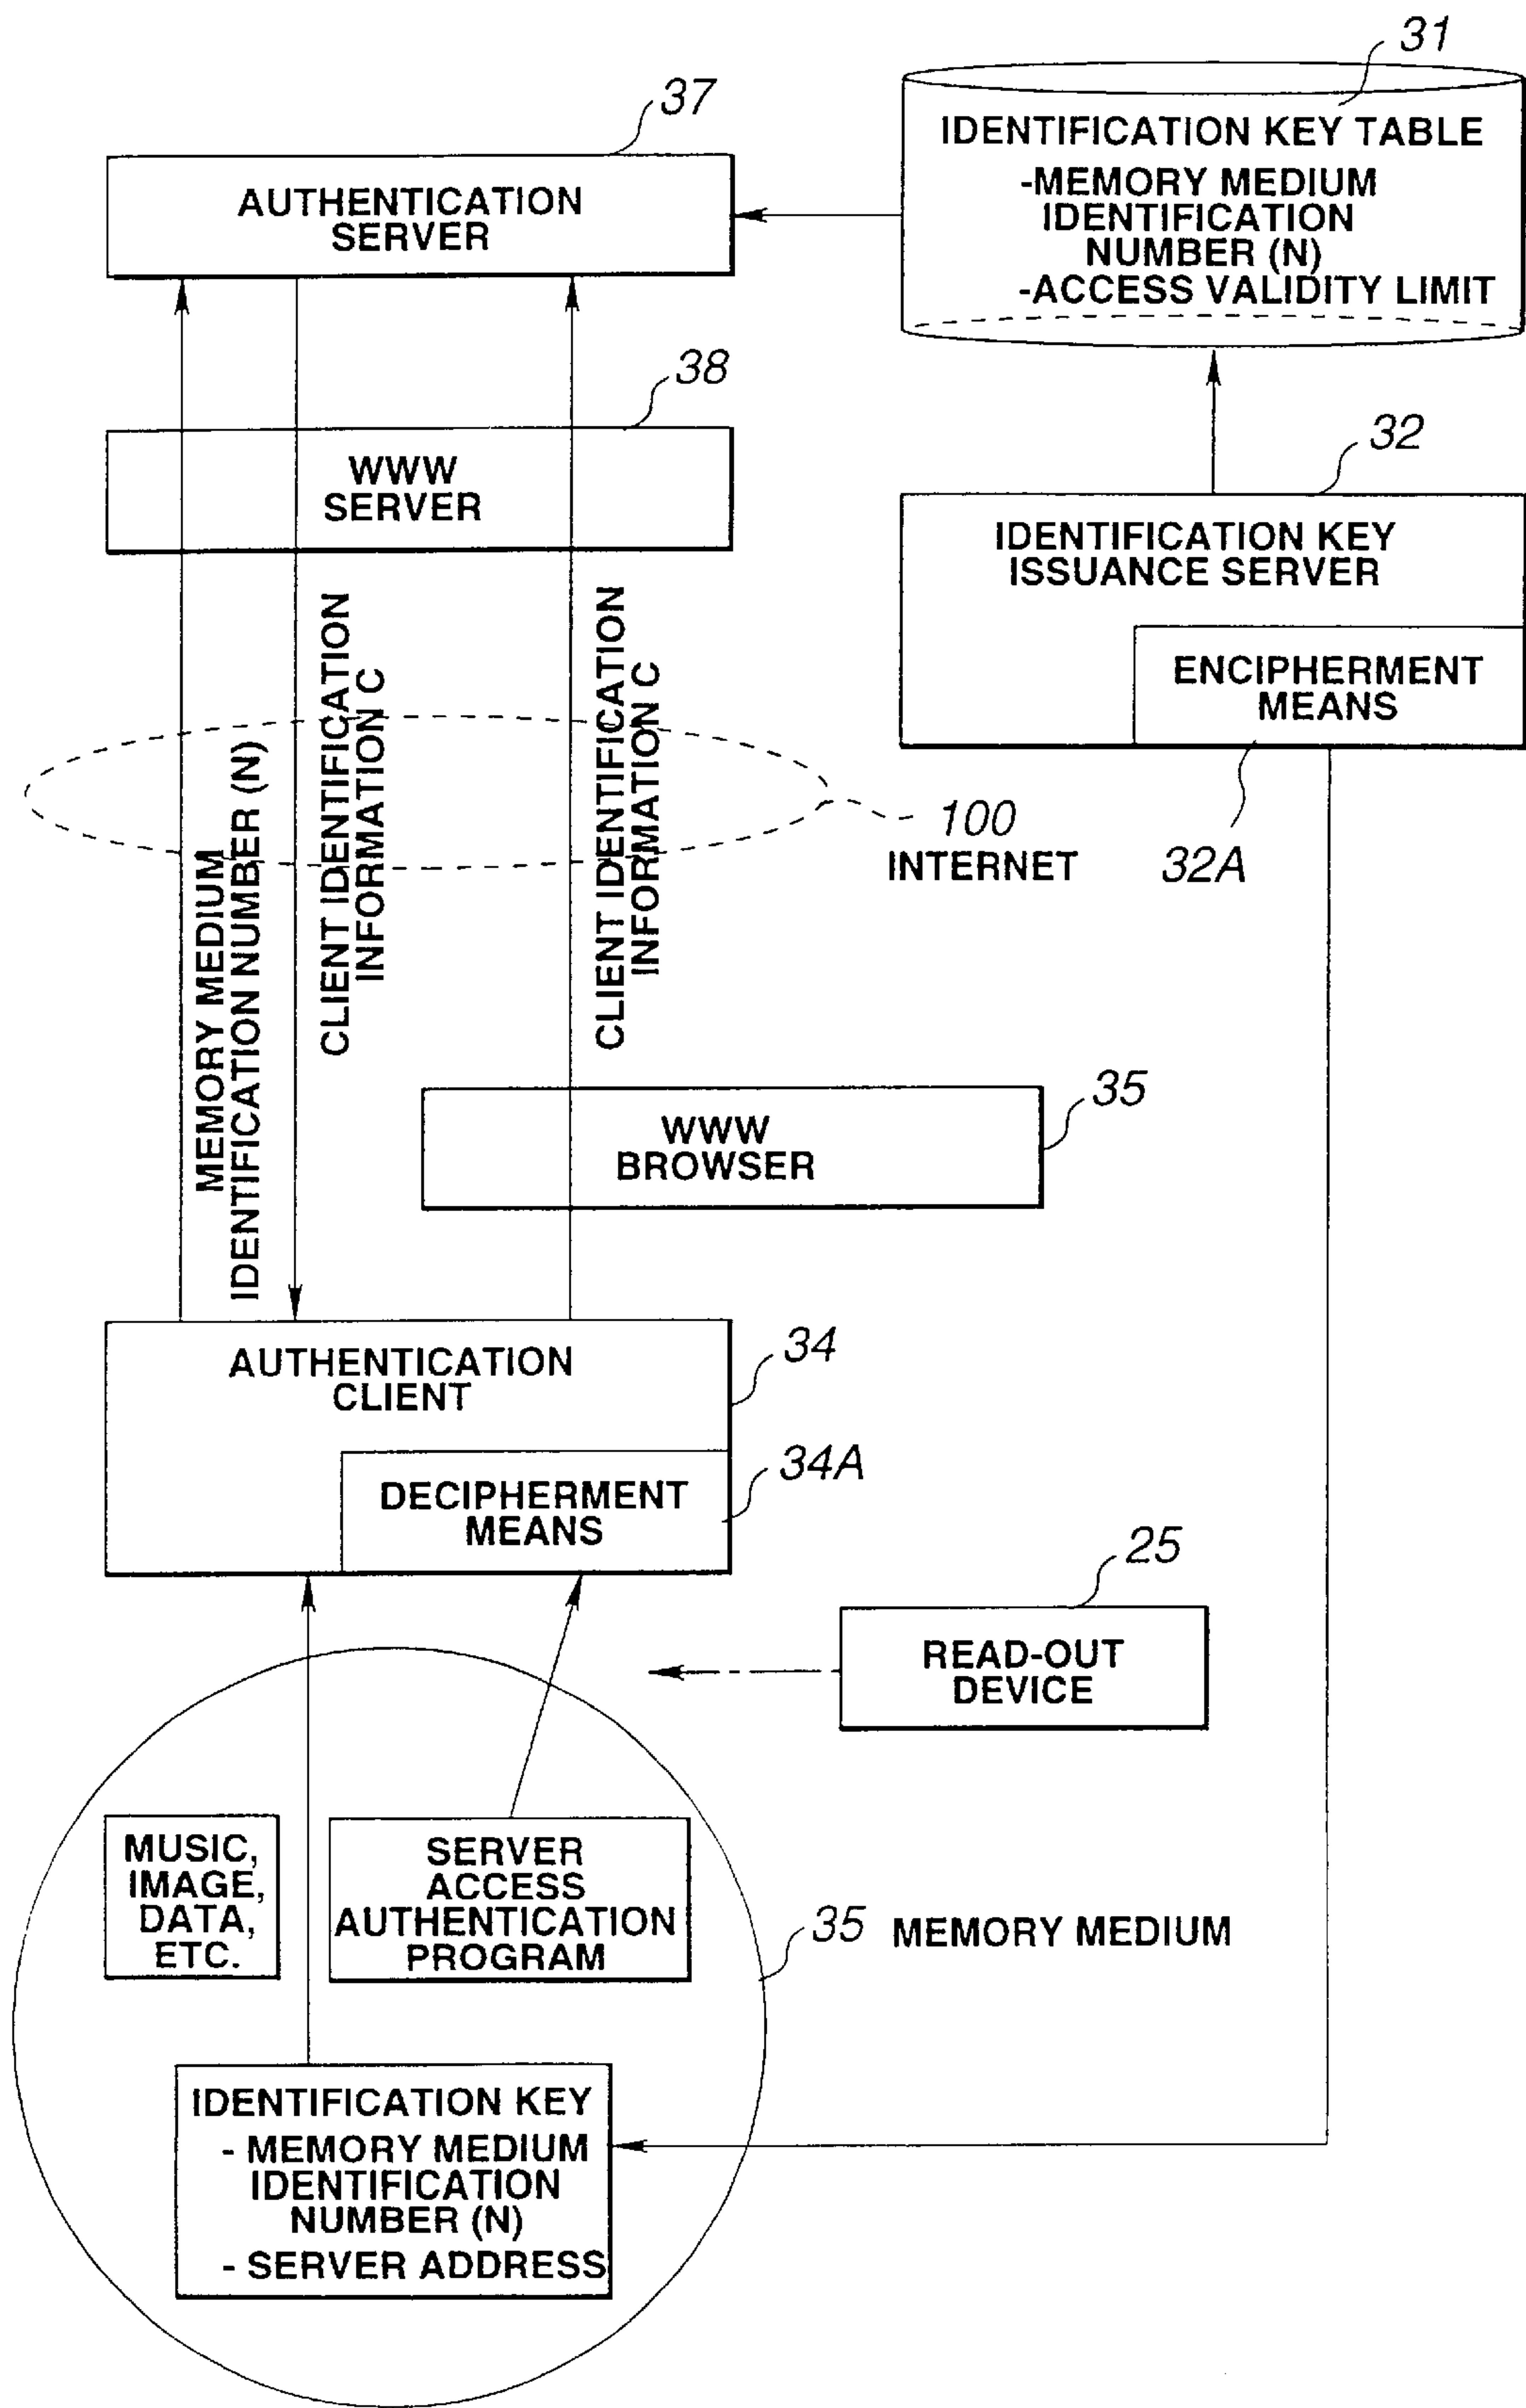 31
IDENTIFICATION KEY TABLE
-MEMORY MEDIUM
IDENTIFICATION
NUMBER (N)
-ACCESS VALIDITY LIMIT
37
AUTHENTICATION
SERVER
38
WWW
SERVER
32
IDENTIFICATION KEY
ISSUANCE SERVER
ENCIPHERMENT
MEANS
32A
MEMORY MEDIUM
IDENTIFICATION NUMBER (N)
CLIENT IDENTIFICATION
INFORMATION C
CLIENT IDENTIFICATION
INFORMATION C
100
INTERNET
35
WWW
BROWSER
34
AUTHENTICATION
CLIENT
34A
DECIPHERMENT
MEANS
25
READ-OUT
DEVICE
MUSIC,
IMAGE,
DATA,
ETC.
SERVER
ACCESS
AUTHENTICATION
PROGRAM
35 MEMORY MEDIUM
IDENTIFICATION KEY
- MEMORY MEDIUM
IDENTIFICATION
NUMBER (N)
- SERVER ADDRESS